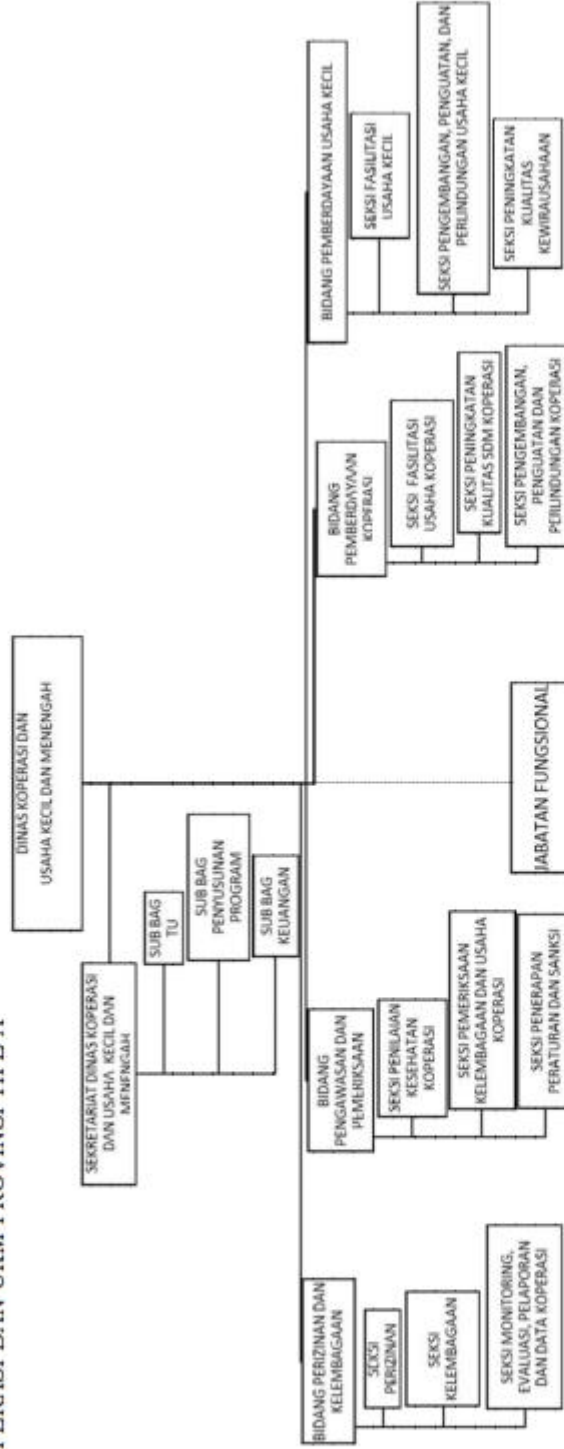 DINAS KOPERASI DAN
USAHA KECIL DAN MENENGAH
SEKRETARIAT DINAS KOPERASI
DAN USAHA KECIL DAN
MENENGAH
SUB BAG
TU
SUB BAG
PENYUSUNAN
PROGRAM
SUB BAG
KEUANGAN
BIDANG PERIZINAN DAN
KELEMBAGAAN
SEKSI
PERIZINAN
SEKSI
KELEMBAGAAN
SEKSI MONITORING,
EVALUASI, PELAPORAN
DAN DATA KOPERASI
BIDANG
PENGAWASAN DAN
PEMERIKSAAN
SEKSI PENILAIAN
KESEHATAN
KOPERASI
SEKSI PEMERIKSAAN
KELEMBAGAAN DAN USAHA
KOPERASI
SEKSI PENERAPAN
PERATURAN DAN SANKSI
JABATAN FUNGSIONAL
BIDANG
PEMBERDAYAAN
KOPERASI
SEKSI FASILITASI
USAHA KOPERASI
SEKSI PENINGKATAN
KUALITAS SDM KOPERASI
SEKSI PENGEMBANGAN,
PENGUATAN DAN
PERLINDUNGAN KOPERASI
BIDANG PEMBERDAYAAN USAHA KECIL
SEKSI FASILITASI
USAHA KECIL
SEKSI PENGEMBANGAN, PENGUATAN, DAN
PERLINDUNGAN USAHA KECIL
SEKSI PENINGKATAN
KUALITAS
KEWIRAUSAHAAN